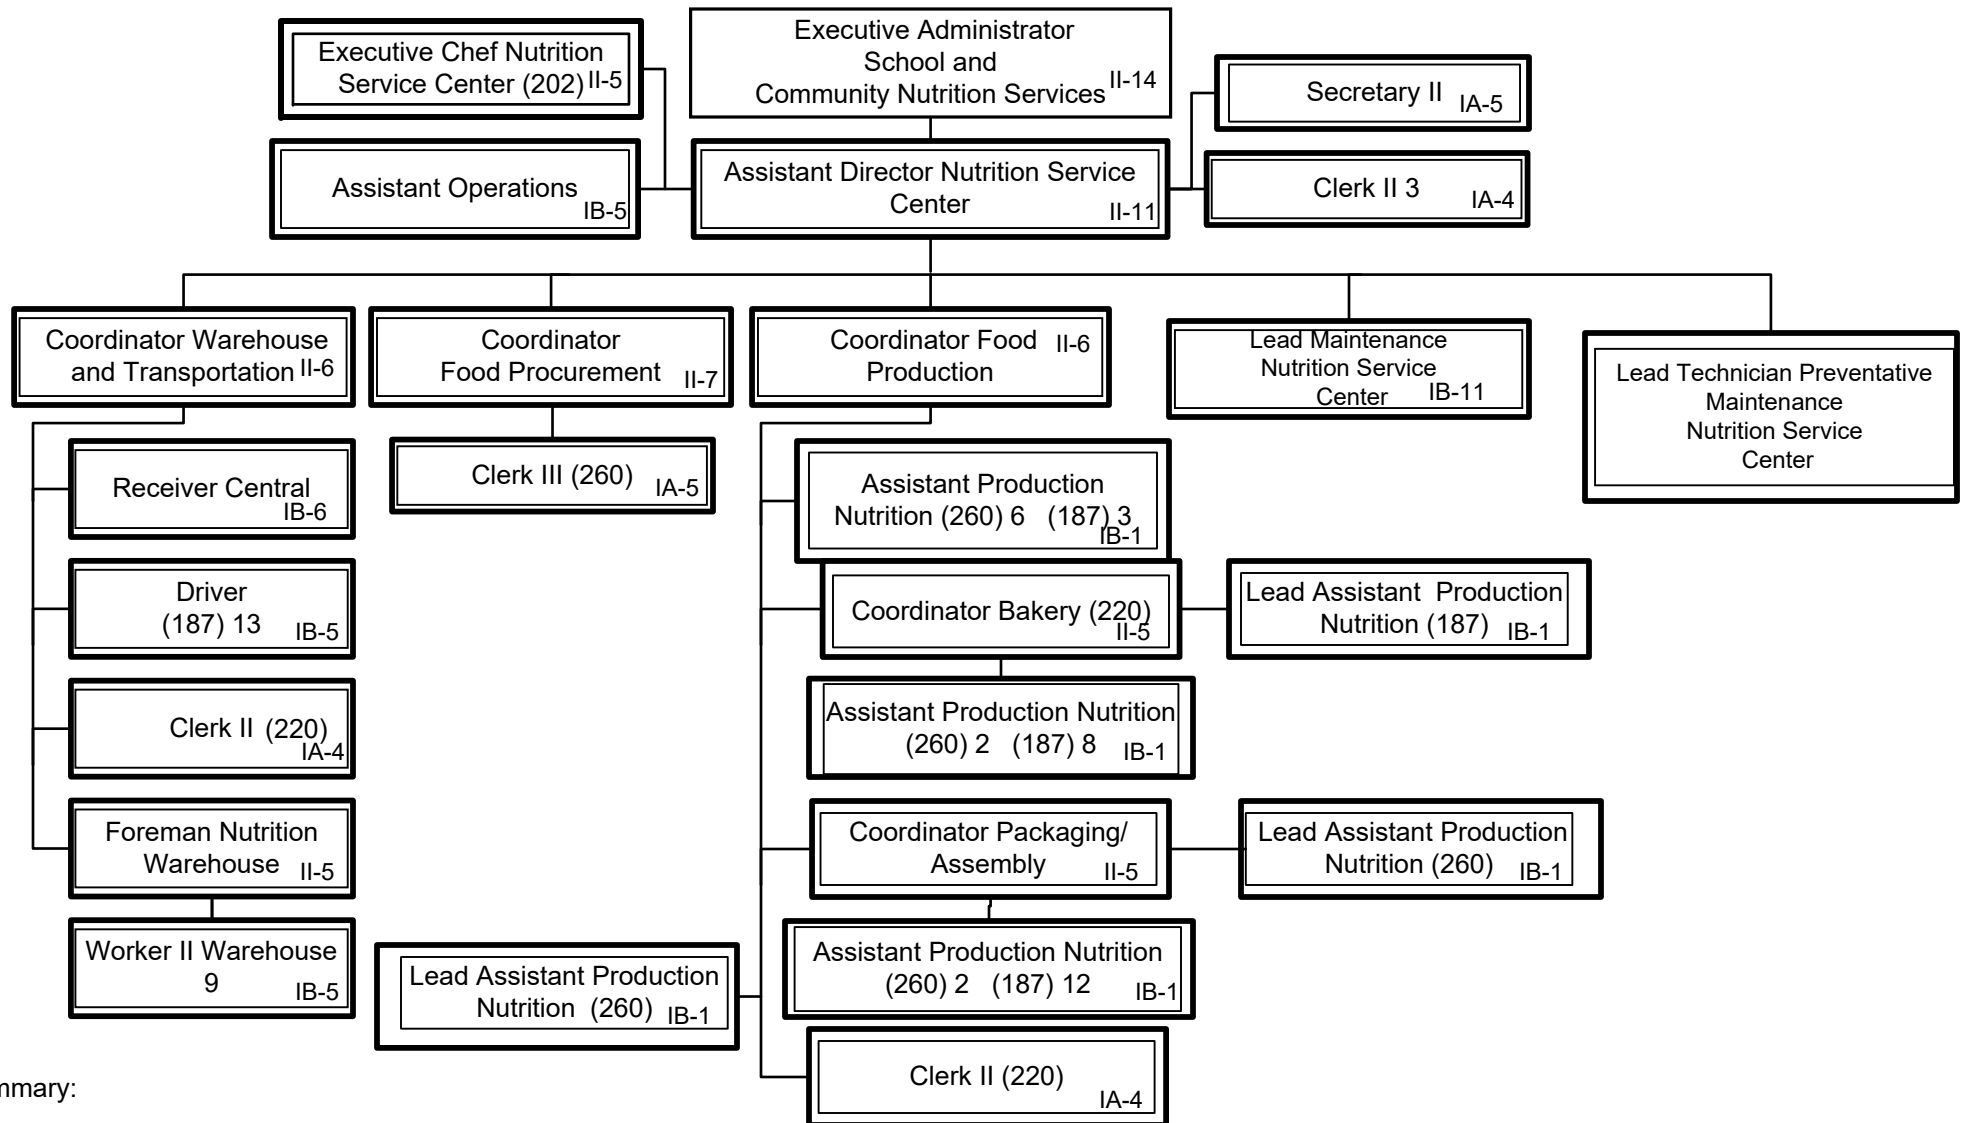 Executive Chef Nutrition
Service Center (202) II-5
Executive Administrator
School and
Community Nutrition Services II-14
Secretary II IA-5
Assistant Operations
IB-5
Assistant Director Nutrition Service
Center
II-11
Clerk II 3
IA-4
Coordinator Warehouse
and Transportation II-6
Coordinator
Food Procurement II-7
Coordinator Food II-6
Production
Lead Maintenance
Nutrition Service
Center IB-11
Lead Technician Preventative
Maintenance
Nutrition Service
Center
Receiver Central
IB-6
Clerk III (260) IA-5
Assistant Production
Nutrition (260) 6 (187) 3
IB-1
Driver
(187) 13 IB-5
Coordinator Bakery (220)
II-5
Lead Assistant Production
Nutrition (187) IB-1
Clerk II (220)
IA-4
Assistant Production Nutrition
(260) 2 (187) 8 IB-1
Foreman Nutrition
Warehouse II-5
Coordinator Packaging/
Assembly II-5
Lead Assistant Production
Nutrition (260) IB-1
Worker II Warehouse
9 IB-5
Lead Assistant Production
Nutrition (260) IB-1
Assistant Production Nutrition
(260) 2 (187) 12 IB-1
Clerk II (220)
IA-4
mmary: